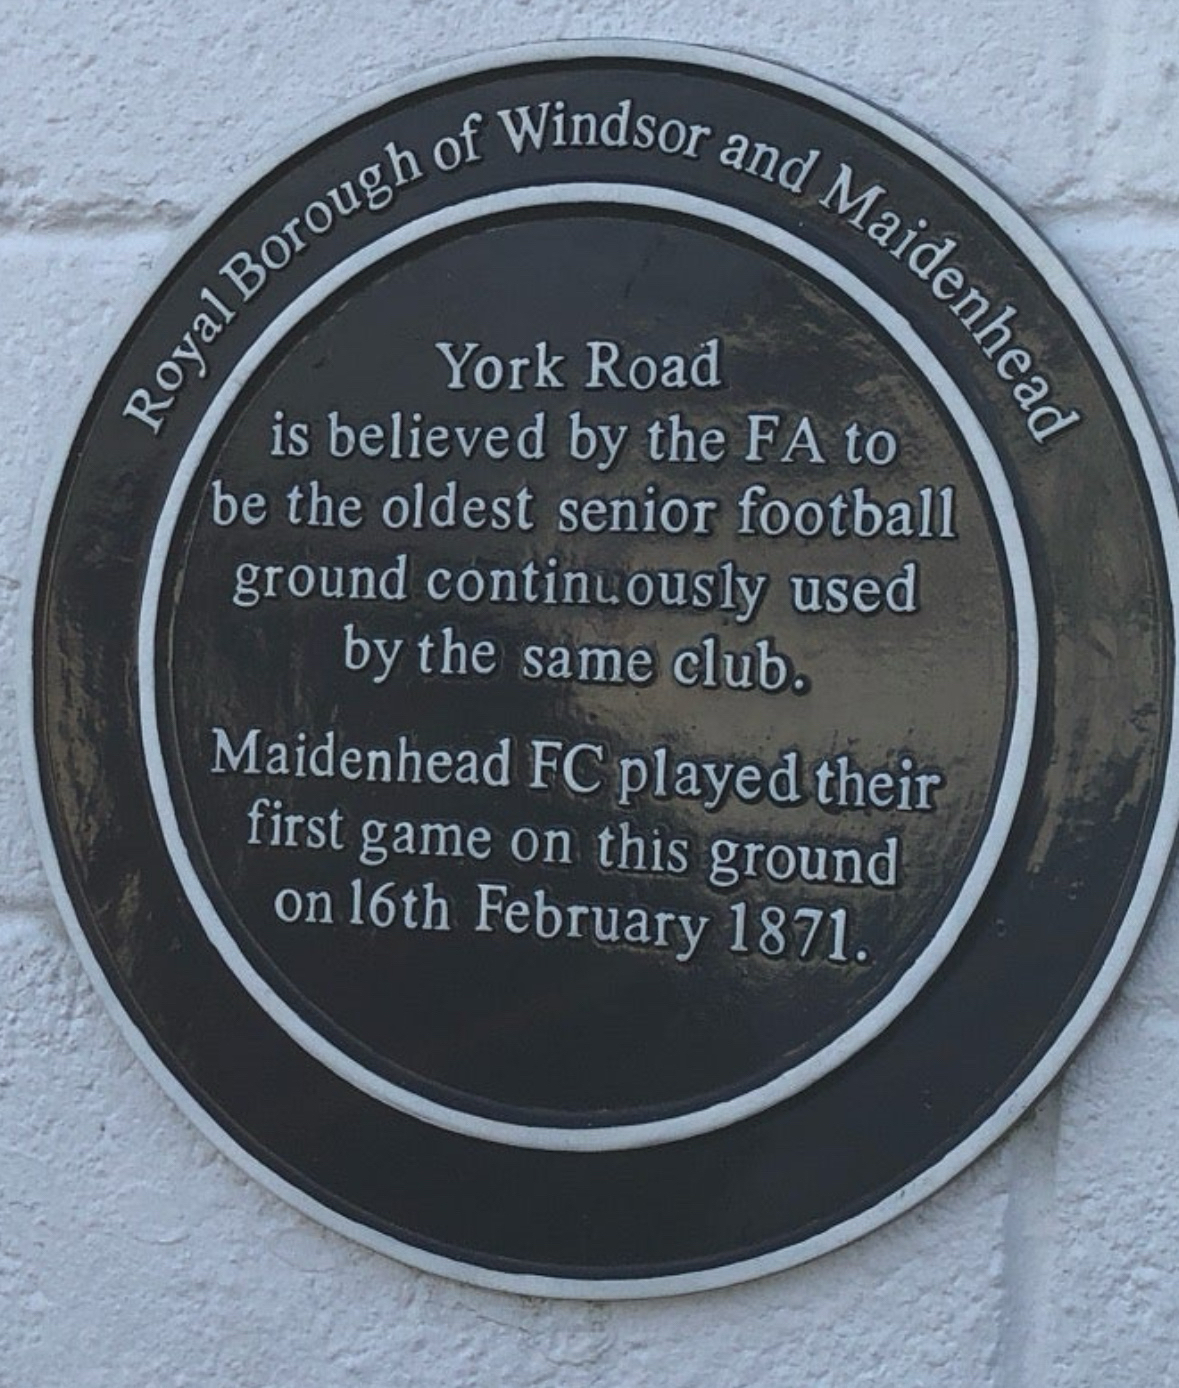 Royal Borough of Windsor and Maidenhead
York Road
is believed by the FA to
be the oldest senior football
ground continuously used
by the same club.
Maidenhead FC played their
first game on this ground
on 16th February 1871.